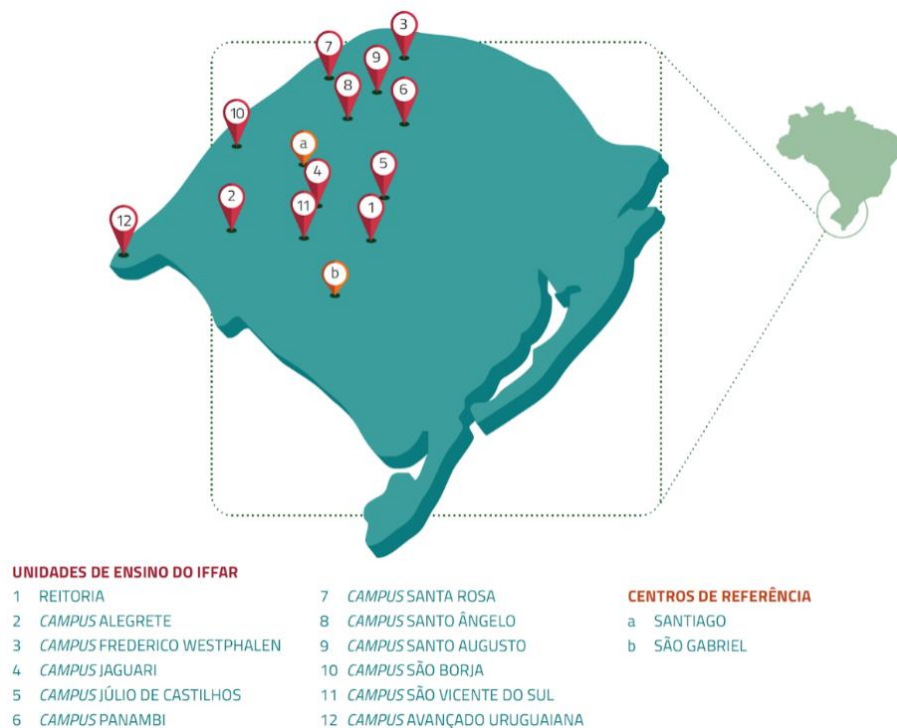 3
7
9
8
6
10
a
4
5
2
11
1
12
b
UNIDADES DE ENSINO DO IFFAR
1 REITORIA
2 CAMPUS ALEGRETE
3 CAMPUS FREDERICO WESTPHALEN
4 CAMPUS JAGUARI
5 CAMPUS JÚLIO DE CASTILHOS
6 CAMPUS PANAMBI
7 CAMPUS SANTA ROSA
8 CAMPUS SANTO ÂNGELO
9 CAMPUS SANTO AUGUSTO
10 CAMPUS SÃO BORJA
11 CAMPUS SÃO VICENTE DO SUL
12 CAMPUS AVANÇADO URUGUAIANA
CENTROS DE REFERÊNCIA
a SANTIAGO
b SÃO GABRIEL